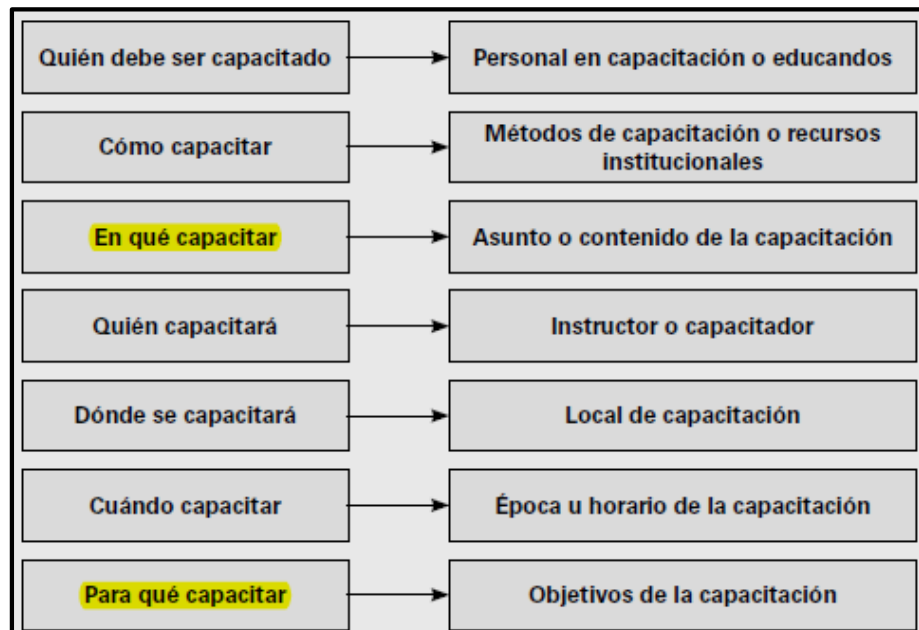 Quién debe ser capacitado
Personal en capacitación o educandos
Cómo capacitar
Métodos de capacitación o recursos
institucionales
En qué capacitar
Asunto o contenido de la capacitación
Quién capacitará
Instructor o capacitador
Dónde se capacitará
Local de capacitación
Cuándo capacitar
Época u horario de la capacitación
Para qué capacitar
Objetivos de la capacitación